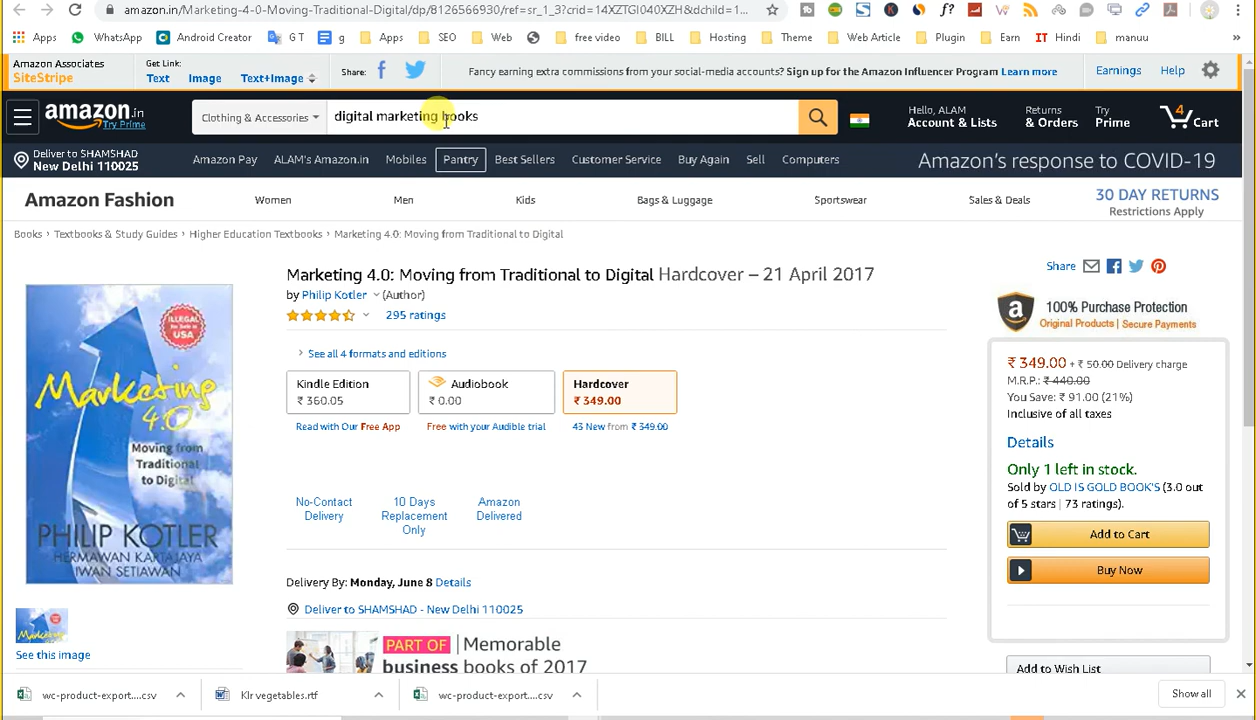 amazon.in/Marketing-4-0-Moving-Traditional-Digital/dp/8126566930/ref=sr_1_3?crid=14XZTGI040XZH&dchild=1...
Apps WhatsApp Android Creator G T g Apps SEO Web free video BILL Hosting Theme Web Article Plugin Earn IT Hindi manuu »
Amazon Associates
SiteStripe
Get Link:
Text Image Text+Image
Share:
Fancy earning extra commissions from your social-media accounts? Sign up for the Amazon Influencer Program Learn more
Earnings Help
amazon.in
Try Prime
Clothing & Accessories
digital marketing books
Hello, ALAM
Account & Lists
Returns
& Orders
Try
Prime
4
Cart
Deliver to SHAMSHAD
New Delhi 110025
Amazon Pay ALAM's Amazon.in Mobiles Pantry Best Sellers Customer Service Buy Again Sell Computers
Amazon's response to COVID-19
Amazon Fashion Women Men Kids Bags & Luggage Sportswear Sales & Deals
30 DAY RETURNS
Restrictions Apply
Books › Textbooks & Study Guides › Higher Education Textbooks › Marketing 4.0: Moving from Traditional to Digital
Marketing 4.0: Moving from Traditional to Digital Hardcover – 21 April 2017
by Philip Kotler (Author)
295 ratings
See all 4 formats and editions
Kindle Edition
₹ 360.05
Audiobook
₹ 0.00
Hardcover
₹ 349.00
Read with Our Free App
Free with your Audible trial
43 New from ₹ 349.00
No-Contact
Delivery
10 Days
Replacement
Only
Amazon
Delivered
Delivery By: Monday, June 8 Details
Deliver to SHAMSHAD - New Delhi 110025
PART OF Memorable
business books of 2017
ILLEGAL
USA
Marketing
4.0
Moving from
Traditional
to Digital
PHILIP KOTLER
HERMAWAN KARTAJAYA
IWAN SETIAWAN
See this image
Share
100% Purchase Protection
Original Products | Secure Payments
₹ 349.00 + ₹ 50.00 Delivery charge
M.R.P.: ₹ 440.00
You Save: ₹ 91.00 (21%)
Inclusive of all taxes
Details
Only 1 left in stock.
Sold by OLD IS GOLD BOOK'S (3.0 out
of 5 stars | 73 ratings).
Add to Cart
Buy Now
Add to Wish List
wc-product-export....csv
Klr vegetables.rtf
wc-product-export....csv
Show all